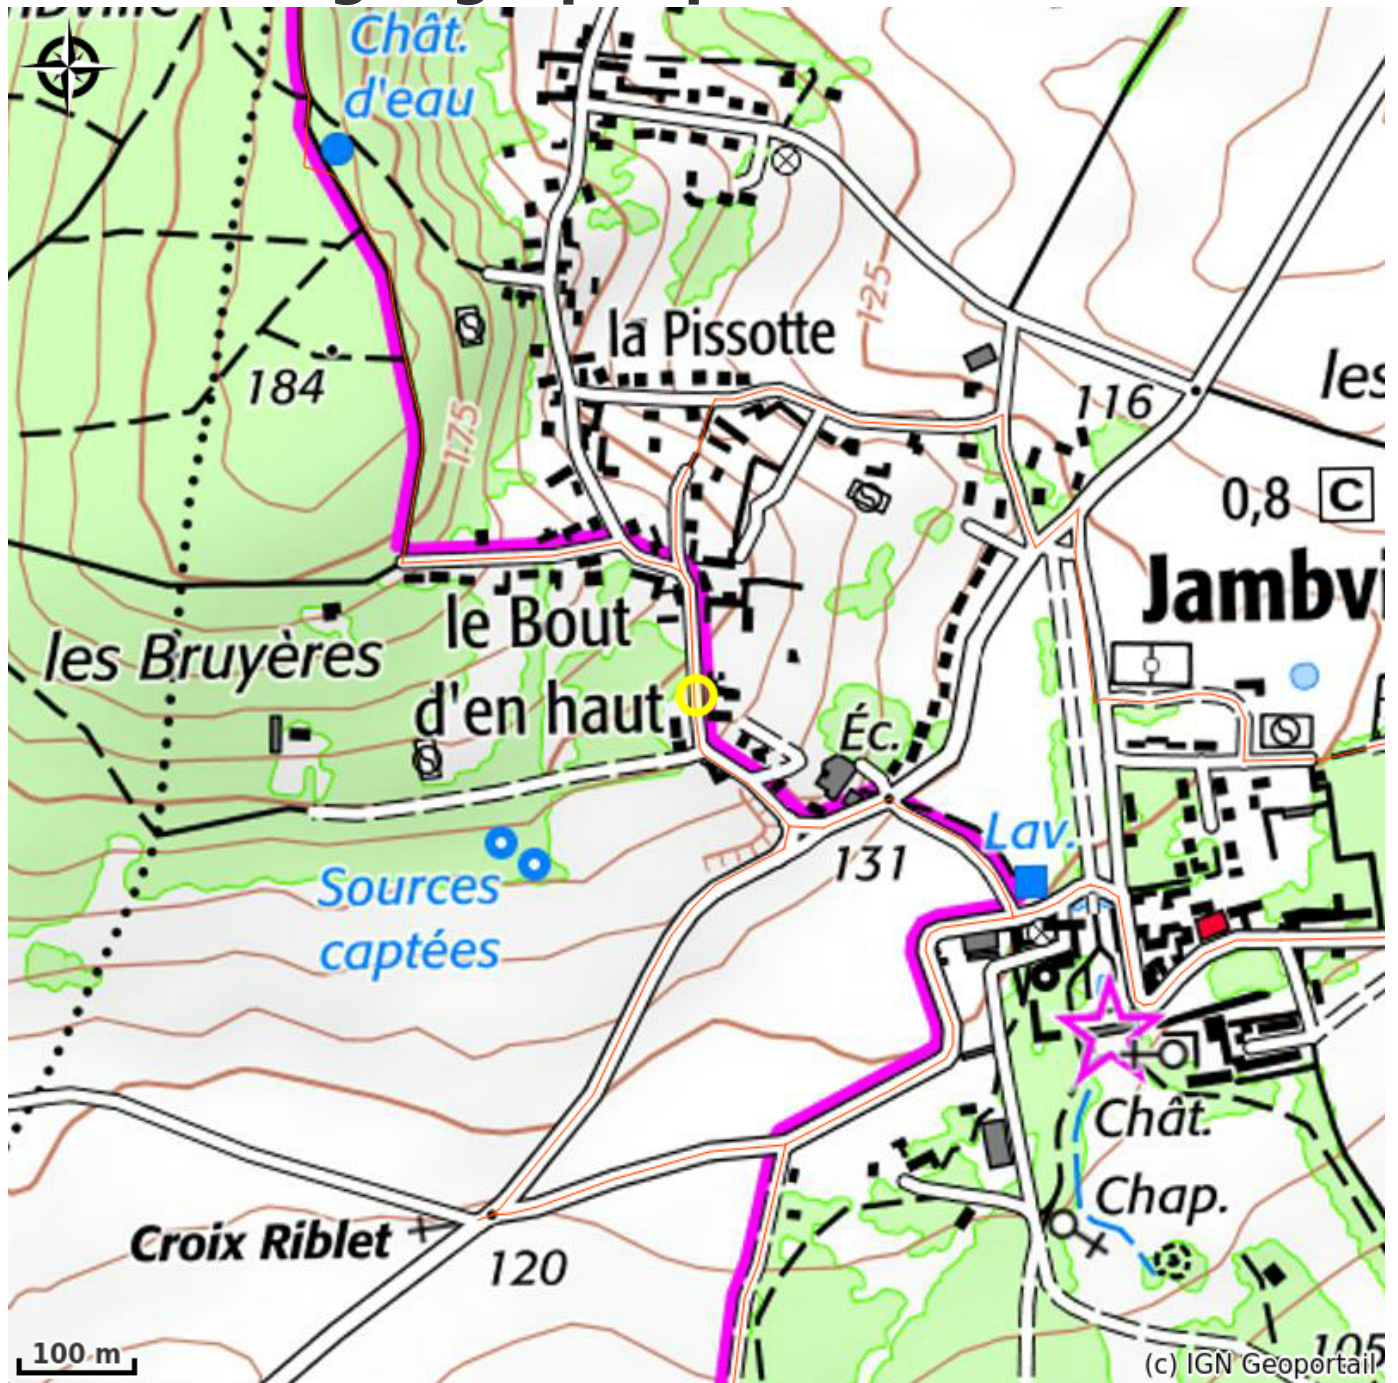 Chât.
d'eau
la Pissotte
125
184
175
116
les
0,8 C
Jambvi
le Bout
d'en haut
les Bruyères
Éc.
Lav.
131
Sources
captées
Chât.
Chap.
Croix Riblet
120
105
100 m
(c) IGN Geoportail